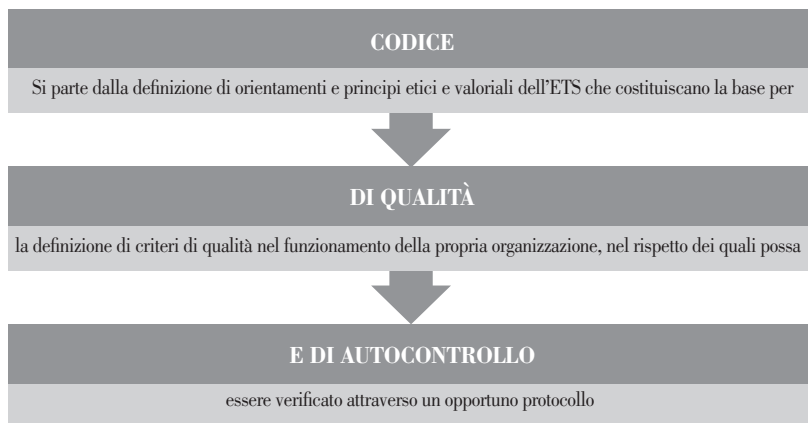 CODICE
Si parte dalla definizione di orientamenti e principi etici e valoriali dell'ETS che costituiscano la base per
DI QUALITÀ
la definizione di criteri di qualità nel funzionamento della propria organizzazione, nel rispetto dei quali possa
E DI AUTOCONTROLLO
essere verificato attraverso un opportuno protocollo